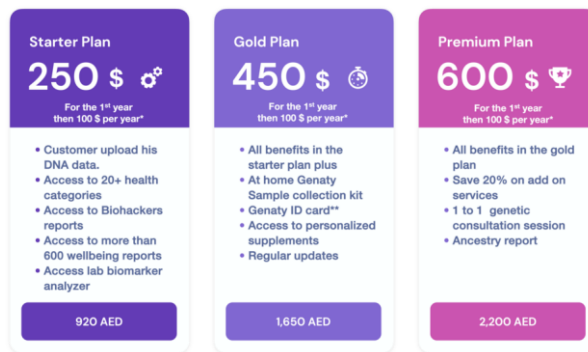 Starter Plan
250 $
For the 1st year
then 100 $ per year*
• Customer upload his
DNA data.
• Access to 20+ health
categories
• Access to Biohackers
reports
• Access to more than
600 wellbeing reports
• Access lab biomarker
analyzer
920 AED
Gold Plan
450 $
For the 1st year
then 100 $ per year*
• All benefits in the
starter plan plus
• At home Genaty
Sample collection kit
• Genaty ID card**
• Access to personalized
supplements
• Regular updates
1,650 AED
Premium Plan
600 $
For the 1st year
then 100 $ per year*
• All benefits in the gold
plan
• Save 20% on add on
services
• 1 to 1 genetic
consultation session
• Ancestry report
2,200 AED